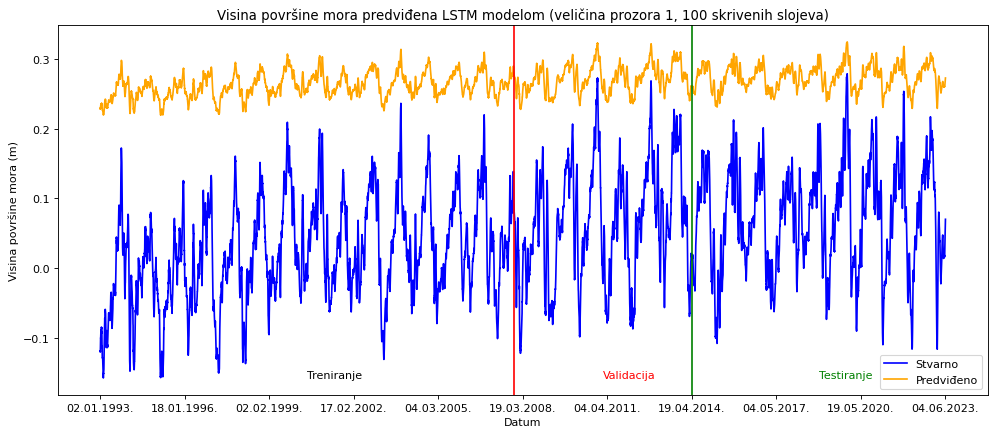 Visina površine mora predviđena LSTM modelom (veličina prozora 1, 100 skrivenih slojeva)
Visina površine mora (m)
0.3
0.2
0.1
0.0
−0.1
Treniranje
Validacija
Testiranje
Stvarno
Predviđeno
02.01.1993. 18.01.1996. 02.02.1999. 17.02.2002. 04.03.2005. 19.03.2008. 04.04.2011. 19.04.2014. 04.05.2017. 19.05.2020. 04.06.2023.
Datum